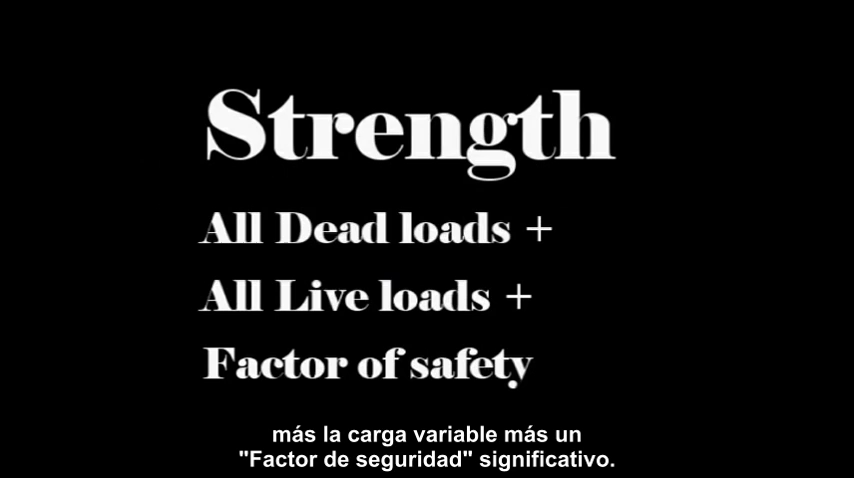 Strength
All Dead loads +
All Live loads +
Factor of safety
más la carga variable más un
"Factor de seguridad" significativo.